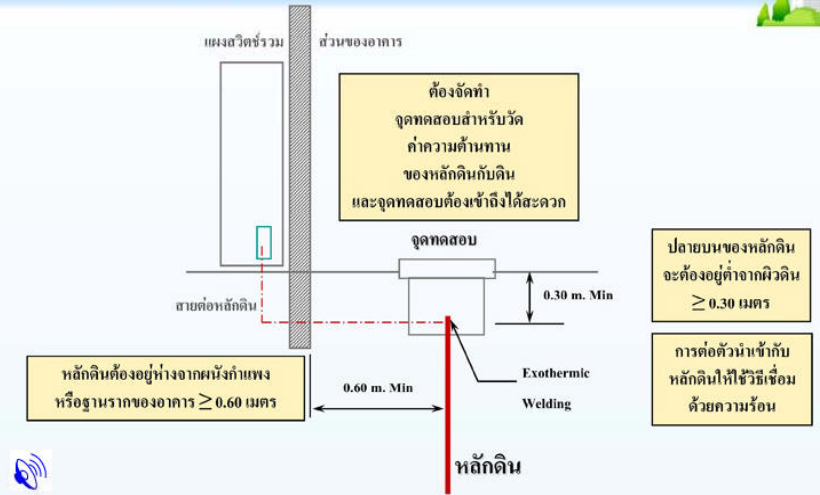 แผงสวิตช์รวม
ส่วนของอาคาร
ต้องจัดทำ
จุดทดสอบสำหรับวัด
ค่าความต้านทาน
ของหลักดินกับดิน
และจุดทดสอบต้องเข้าถึงได้สะดวก
จุดทดสอบ
สายต่อหลักดิน
0.30 m. Min
ปลายบนของหลักดิน
จะต้องอยู่ต่ำจากผิวดิน
≥ 0.30 เมตร
หลักดินต้องอยู่ห่างจากผนังกำแพง
หรือฐานรากของอาคาร ≥ 0.60 เมตร
0.60 m. Min
Exothermic
Welding
การต่อตัวนำเข้ากับ
หลักดินให้ใช้วิธีเชื่อม
ด้วยความร้อน
หลักดิน